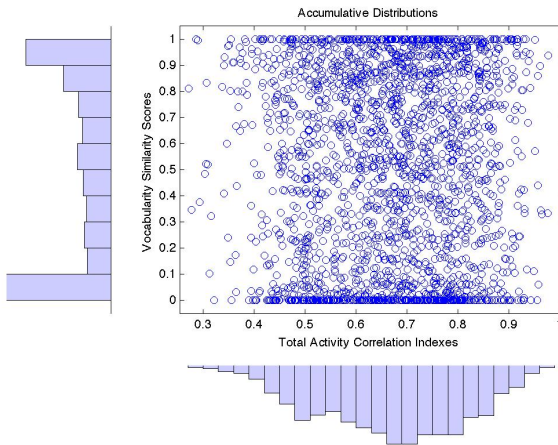 Accumulative Distributions
1
0.9
0.8
0.7
0.6
0.5
0.4
0.3
0.2
0.1
0
Vocabularity Similarity Scores
0.3 0.4 0.5 0.6 0.7 0.8 0.9
Total Activity Correlation Indexes